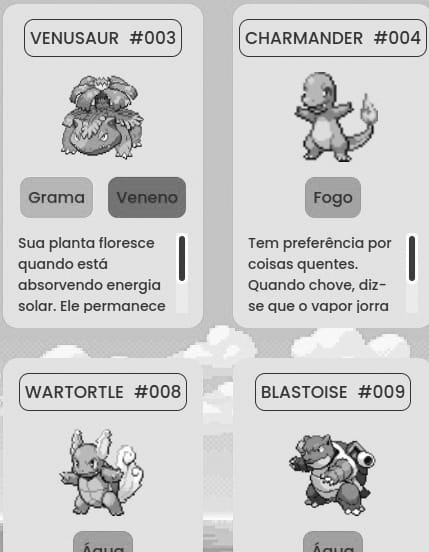 VENUSAUR #003
Grama Veneno
Sua planta floresce
quando está
absorvendo energia
solar. Ele permanece
CHARMANDER #004
Fogo
Tem preferência por
coisas quentes.
Quando chove, diz-
se que o vapor jorra
WARTORTLE #008
Água
BLASTOISE #009
Água